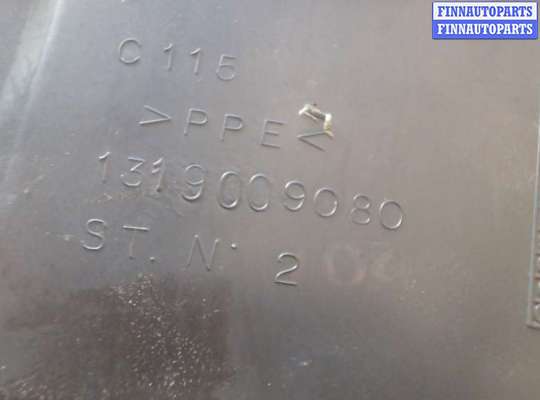 FINNAUTOPARTS
FINNAUTOPARTS
C 115
>PPE<
1319009080
ST. N. 2